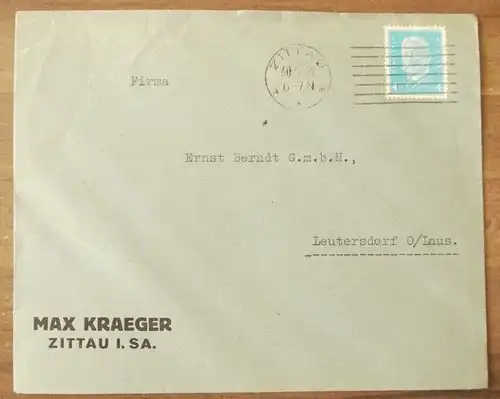 ZITTAU
Firma
Ernst Berndt G.m.b.H.,
Leutersdorf O/Laus.
MAX KRAEGER
ZITTAU I. SA.